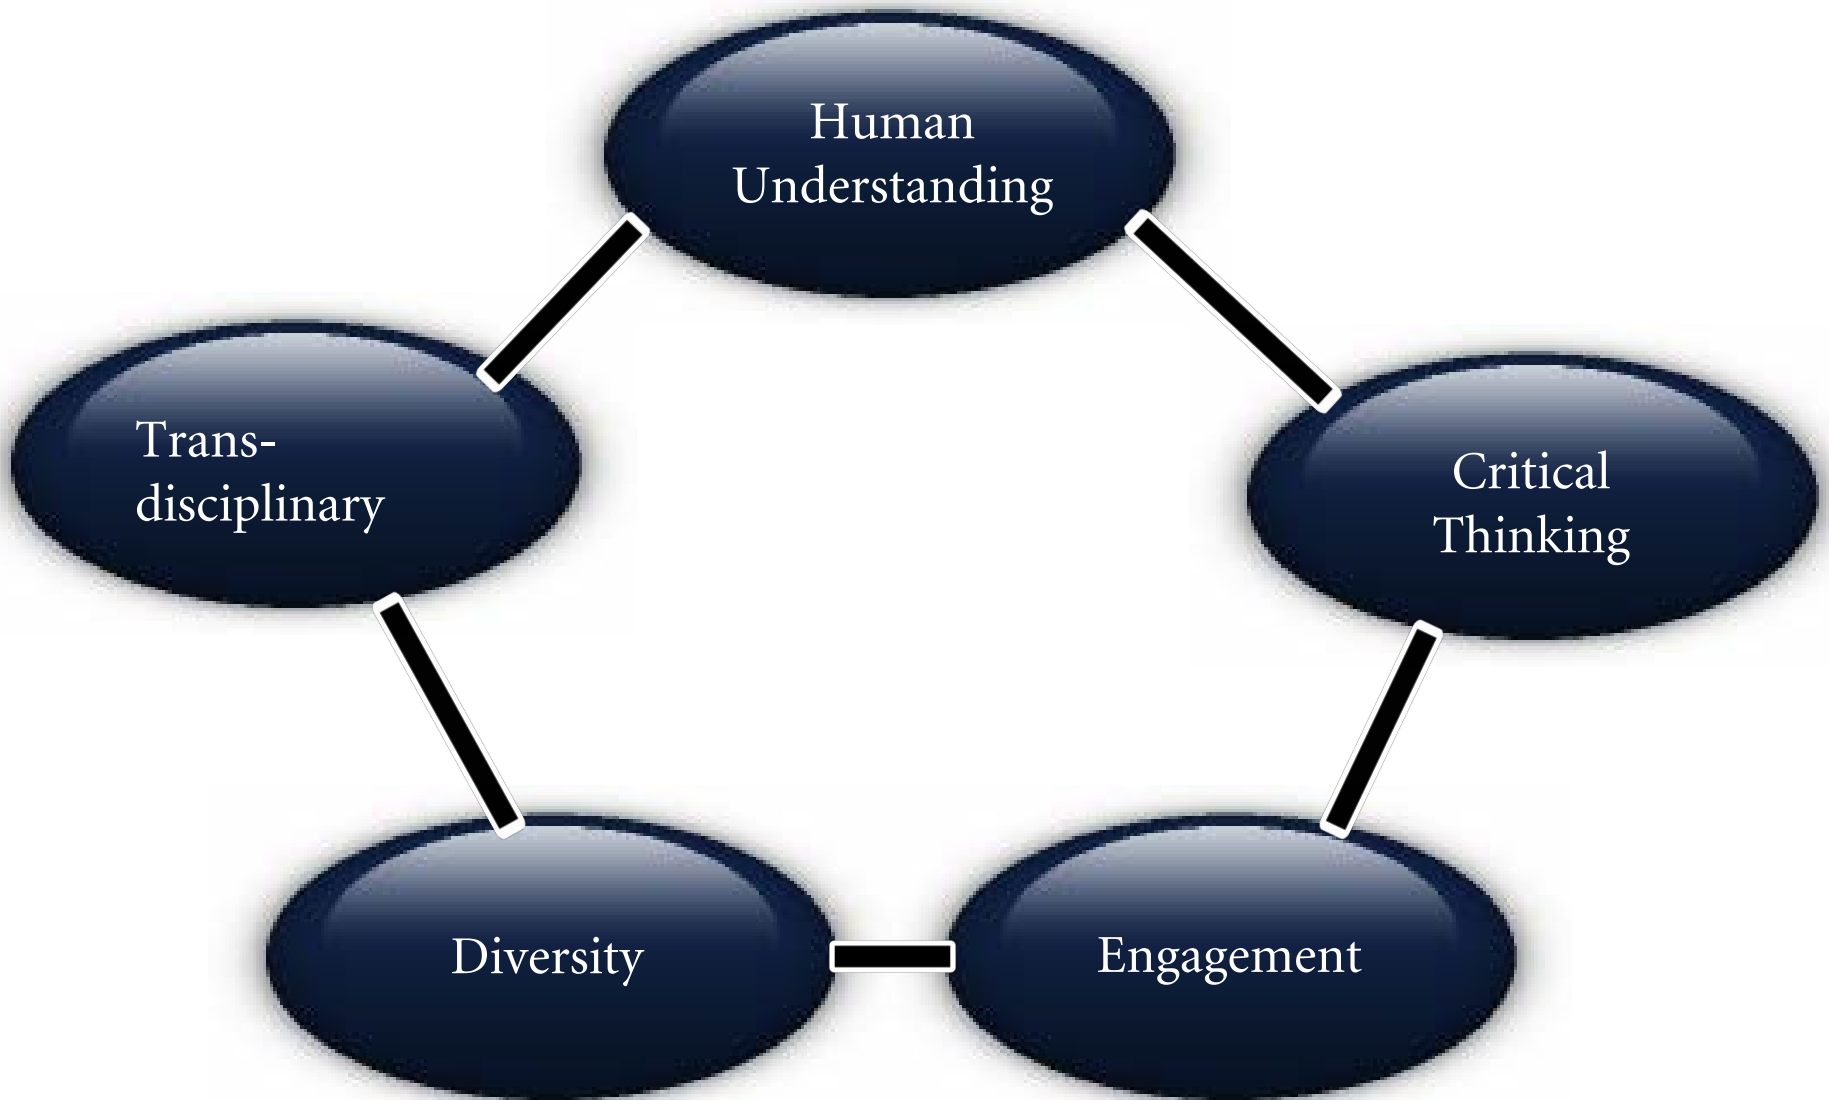 Human
Understanding
Trans-
disciplinary
Critical
Thinking
Diversity
Engagement